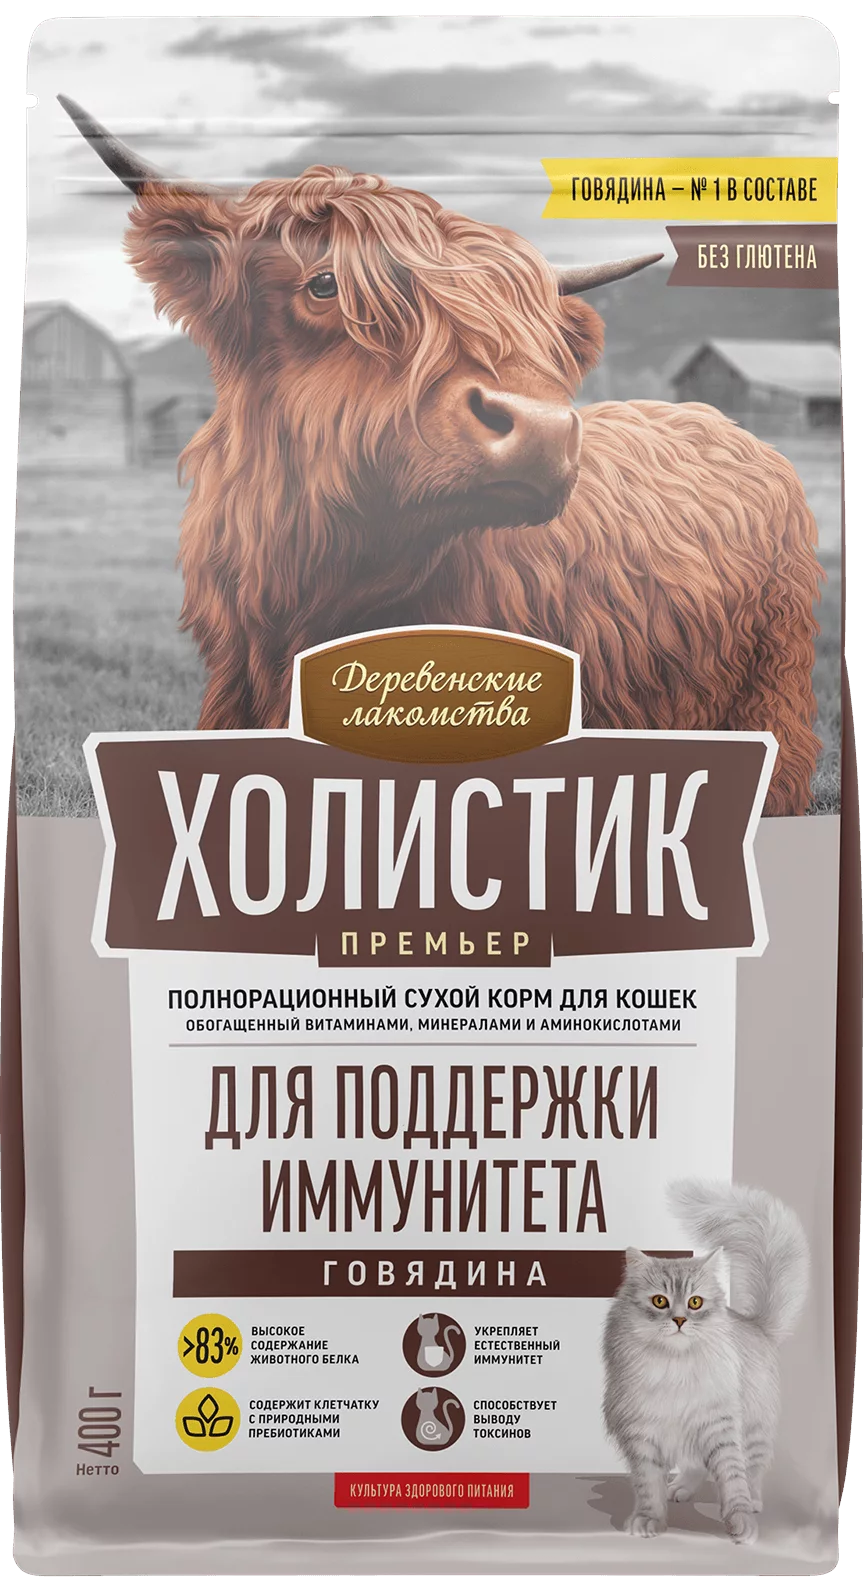 ГОВЯДИНА – № 1 В СОСТАВЕ
БЕЗ ГЛЮТЕНА
Деревенские
лакомства
ХОЛИСТИК
ПРЕМЬЕР
ПОЛНОРАЦИОННЫЙ СУХОЙ КОРМ ДЛЯ КОШЕК
ОБОГАЩЕННЫЙ ВИТАМИНАМИ, МИНЕРАЛАМИ И АМИНОКИСЛОТАМИ
ДЛЯ ПОДДЕРЖКИ
ИММУНИТЕТА
ГОВЯДИНА
>83%
ВЫСОКОЕ
СОДЕРЖАНИЕ
ЖИВОТНОГО БЕЛКА
УКРЕПЛЯЕТ
ЕСТЕСТВЕННЫЙ
ИММУНИТЕТ
СОДЕРЖИТ КЛЕТЧАТКУ
С ПРИРОДНЫМИ
ПРЕБИОТИКАМИ
СПОСОБСТВУЕТ
ВЫВОДУ
ТОКСИНОВ
Нетто
400 г
КУЛЬТУРА ЗДОРОВОГО ПИТАНИЯ